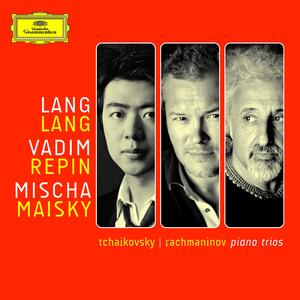 Deutsche
Grammophon
LANG
LANG
VADIM
REPIN
MISCHA
MAISKY
tchaikovsky | rachmaninov piano trios